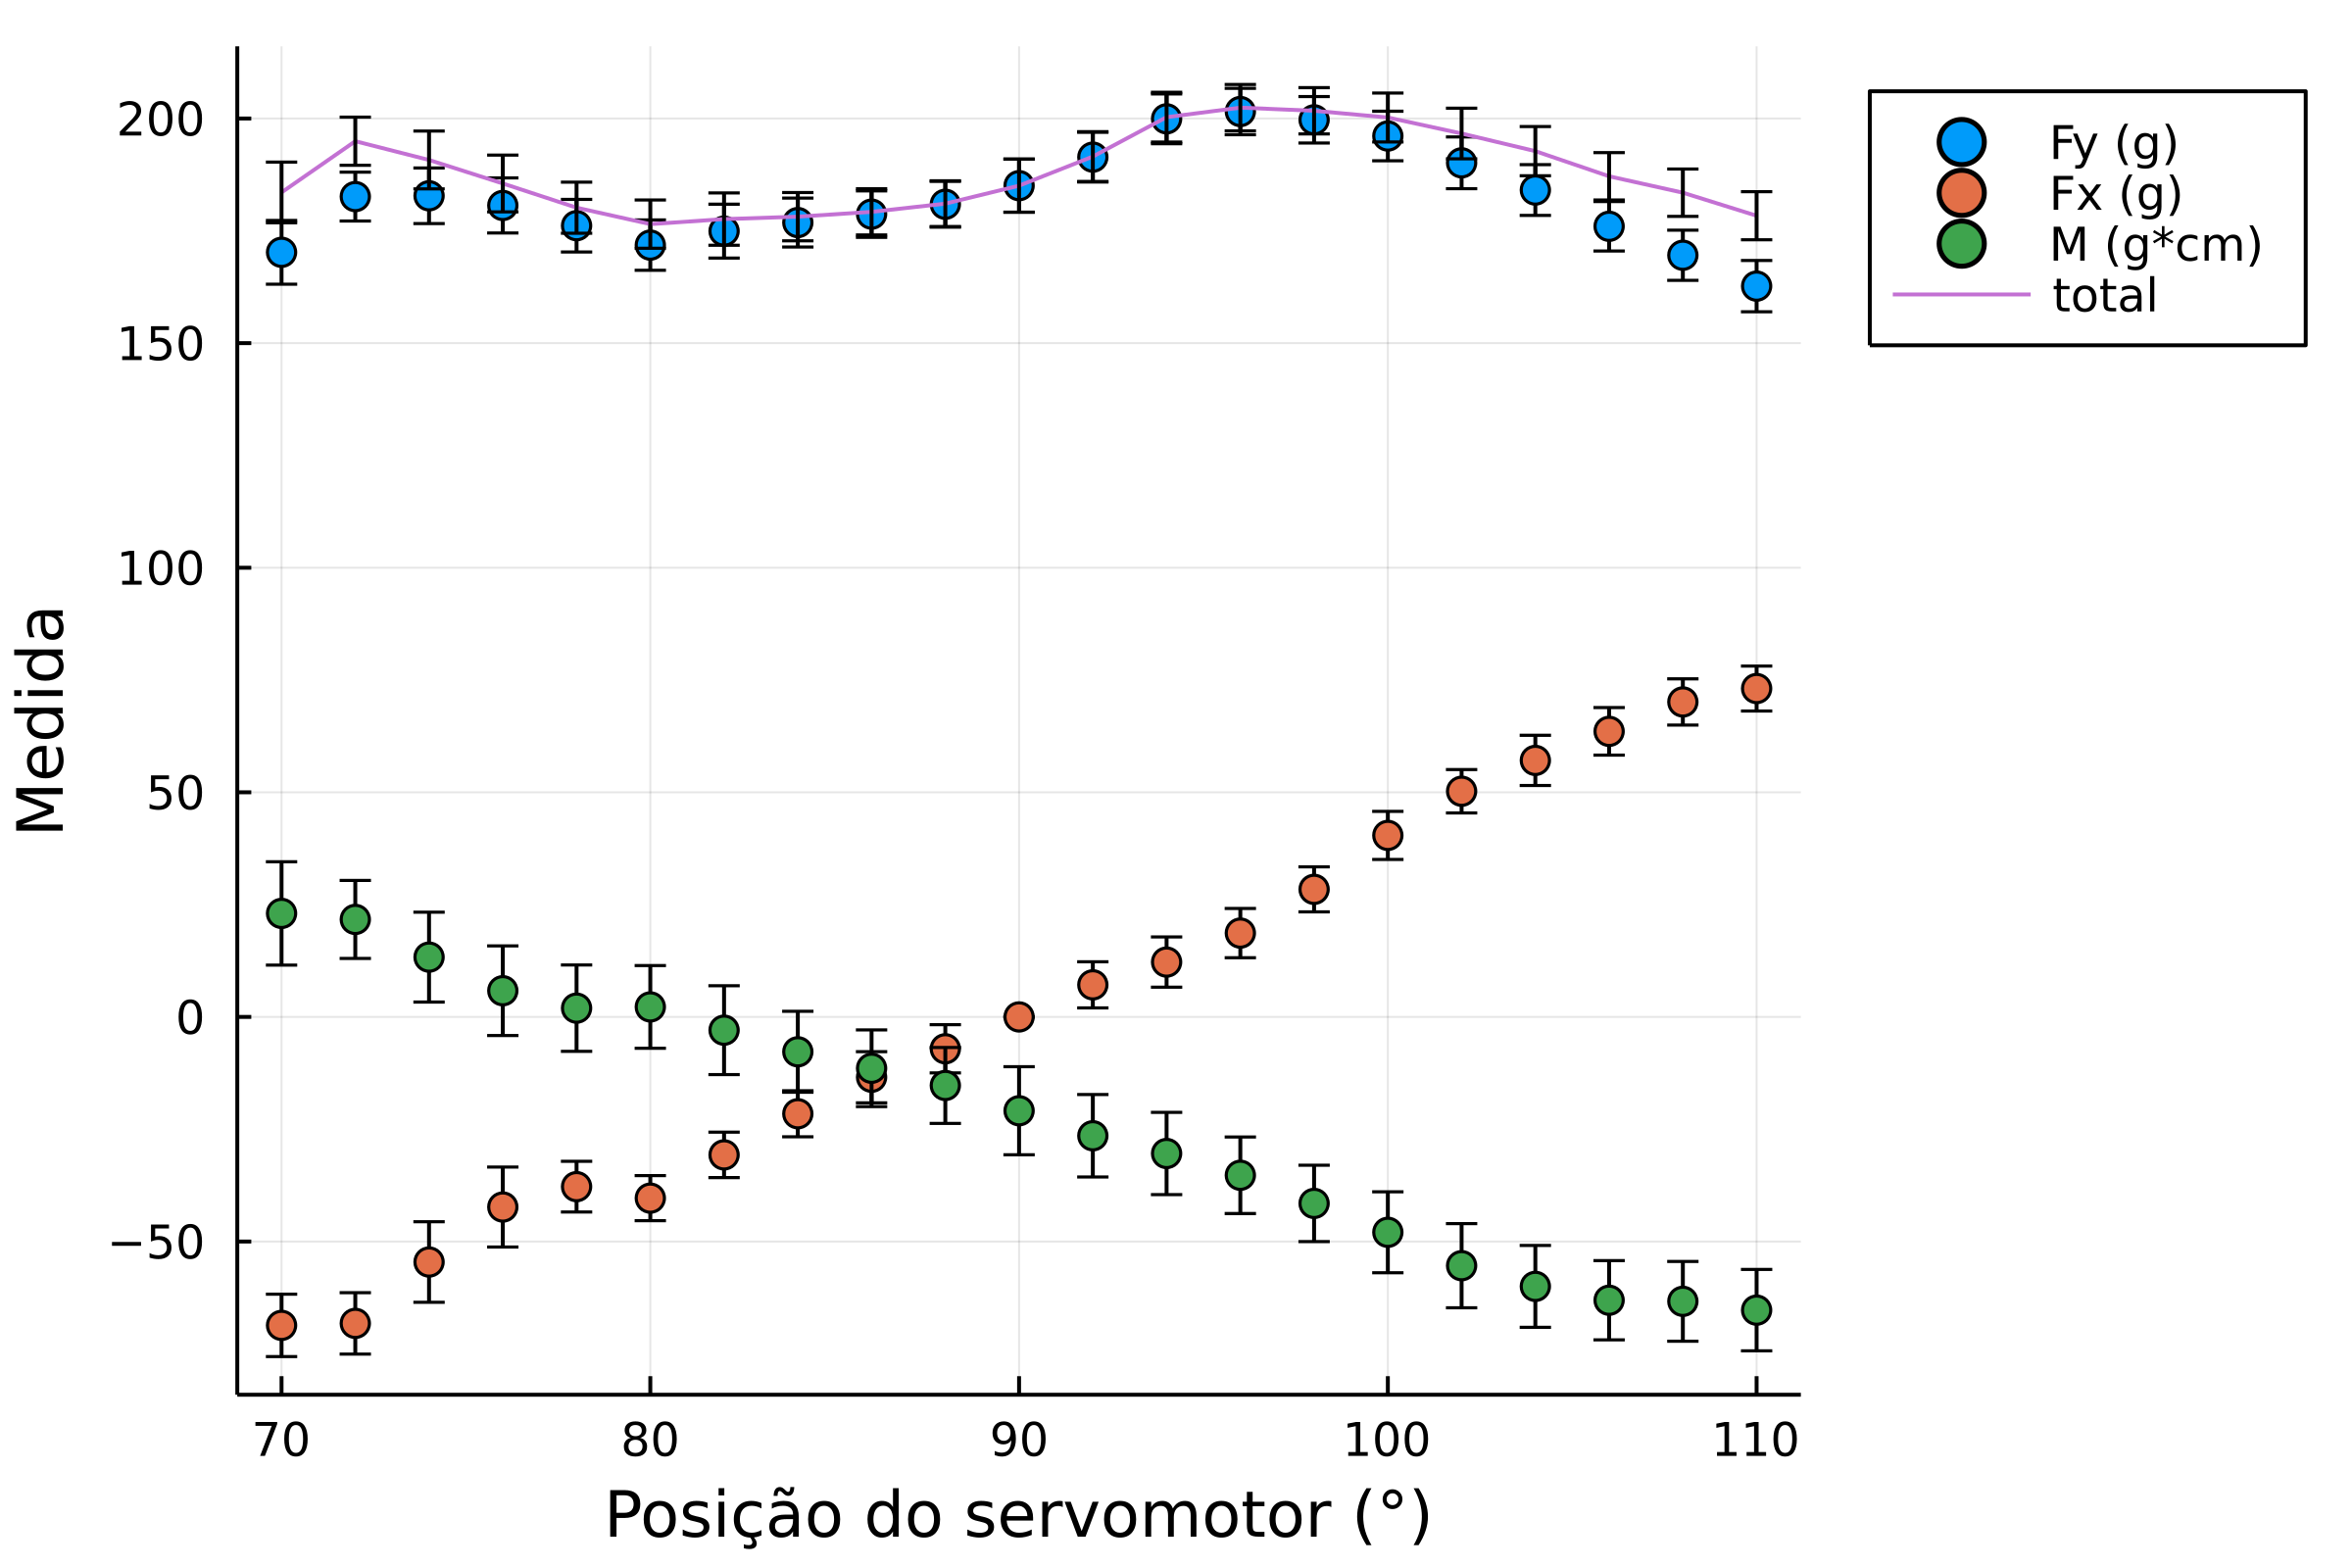 200
150
100
50
0
−50
Medida
70
80
90
100
110
Posição do servomotor (°)
Fy (g)
Fx (g)
M (g*cm)
total